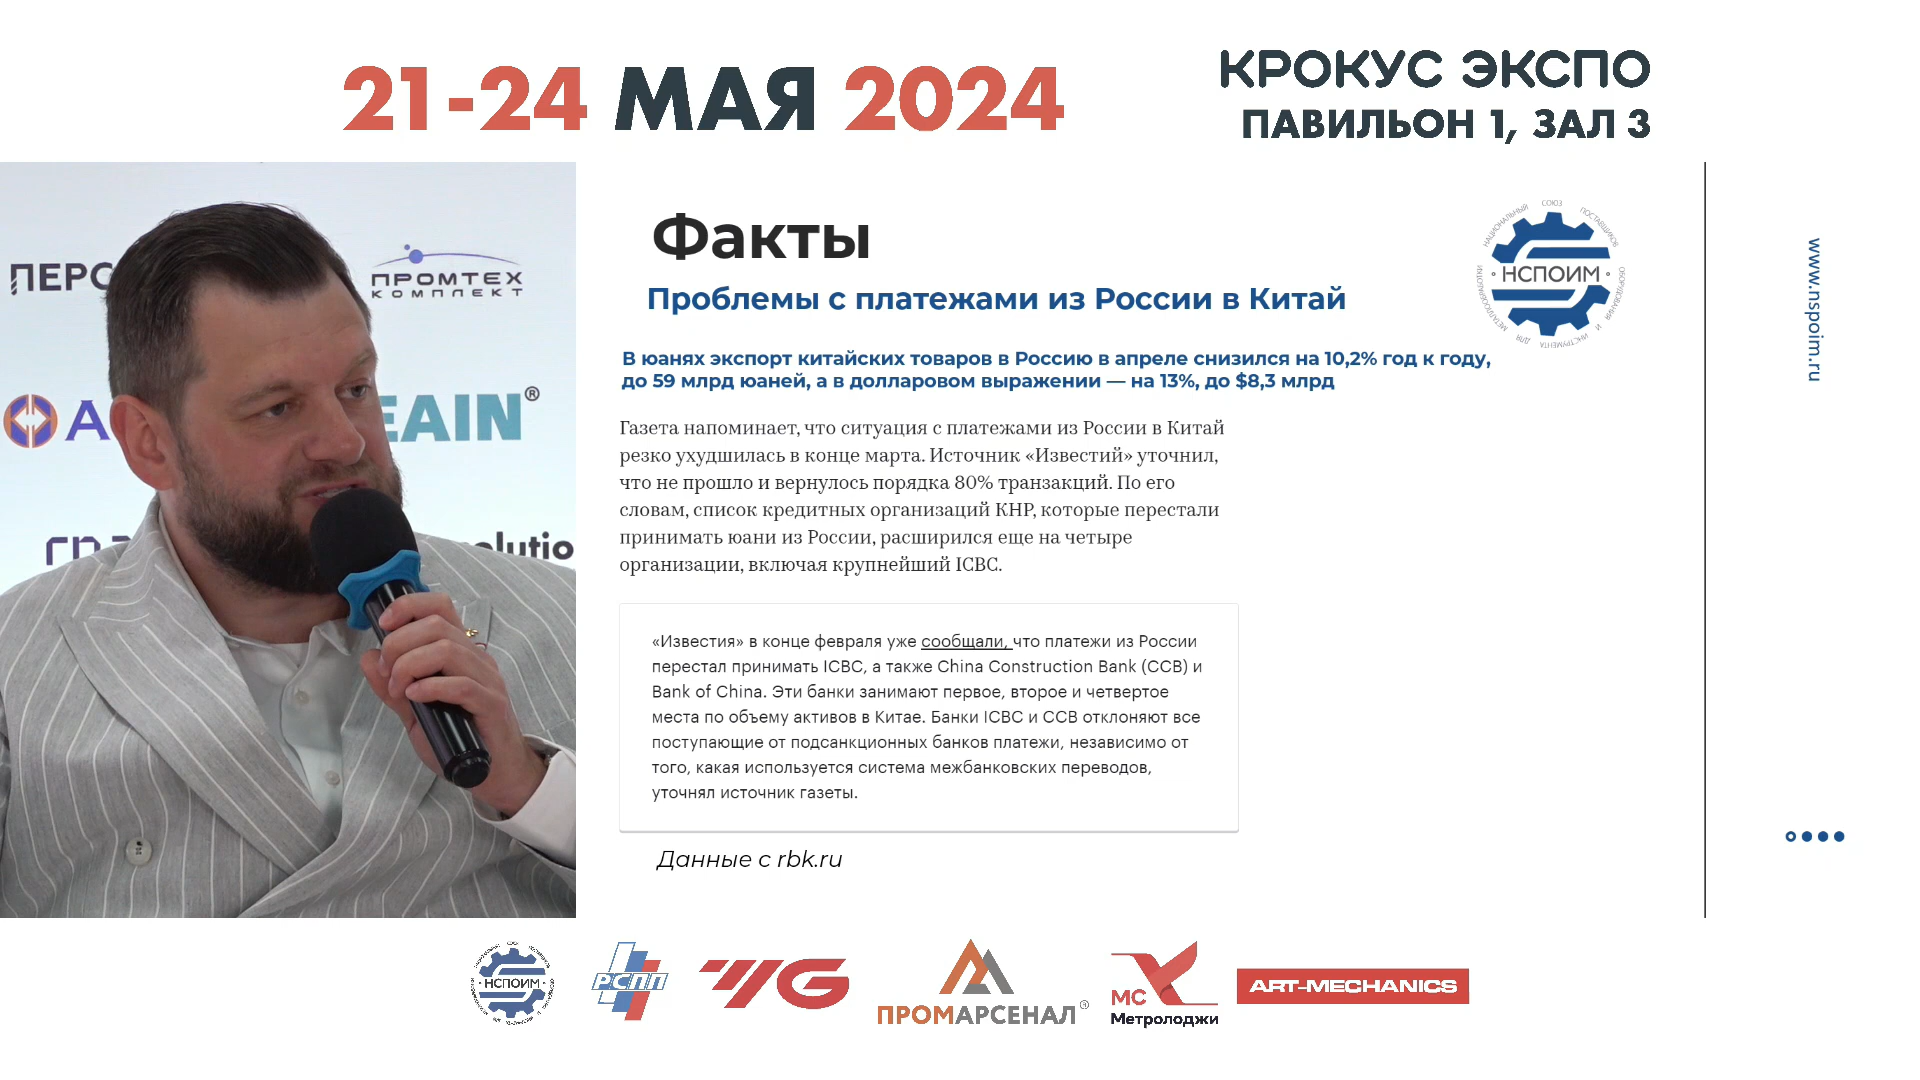 21-24 МАЯ 2024
КРОКУС ЭКСПО
ПАВИЛЬОН 1, ЗАЛ 3
ПРОМТЕХ
КОМПЛЕКТ
EAIN®
Факты
Проблемы с платежами из России в Китай
НАЦИОНАЛЬНЫЙ СОЮЗ ПОСТАВЩИКОВ ОБОРУДОВАНИЯ И ИНСТРУМЕНТА ДЛЯ МЕТАЛЛООБРАБОТКИ
НСПОИМ
www.nspoim.ru
В юанях экспорт китайских товаров в Россию в апреле снизился на 10,2% год к году,
до 59 млрд юаней, а в долларовом выражении — на 13%, до $8,3 млрд
Газета напоминает, что ситуация с платежами из России в Китай
резко ухудшилась в конце марта. Источник «Известий» уточнил,
что не прошло и вернулось порядка 80% транзакций. По его
словам, список кредитных организаций КНР, которые перестали
принимать юани из России, расширился еще на четыре
организации, включая крупнейший ICBC.
«Известия» в конце февраля уже сообщали, что платежи из России
перестал принимать ICBC, а также China Construction Bank (CCB) и
Bank of China. Эти банки занимают первое, второе и четвертое
места по объему активов в Китае. Банки ICBC и CCB отклоняют все
поступающие от подсанкционных банков платежи, независимо от
того, какая используется система межбанковских переводов,
уточнял источник газеты.
Данные с rbk.ru
НСПОИМ
РСПП
YG
ПРОМАРСЕНАЛ®
МС
Метролоджи
ART-MECHANICS